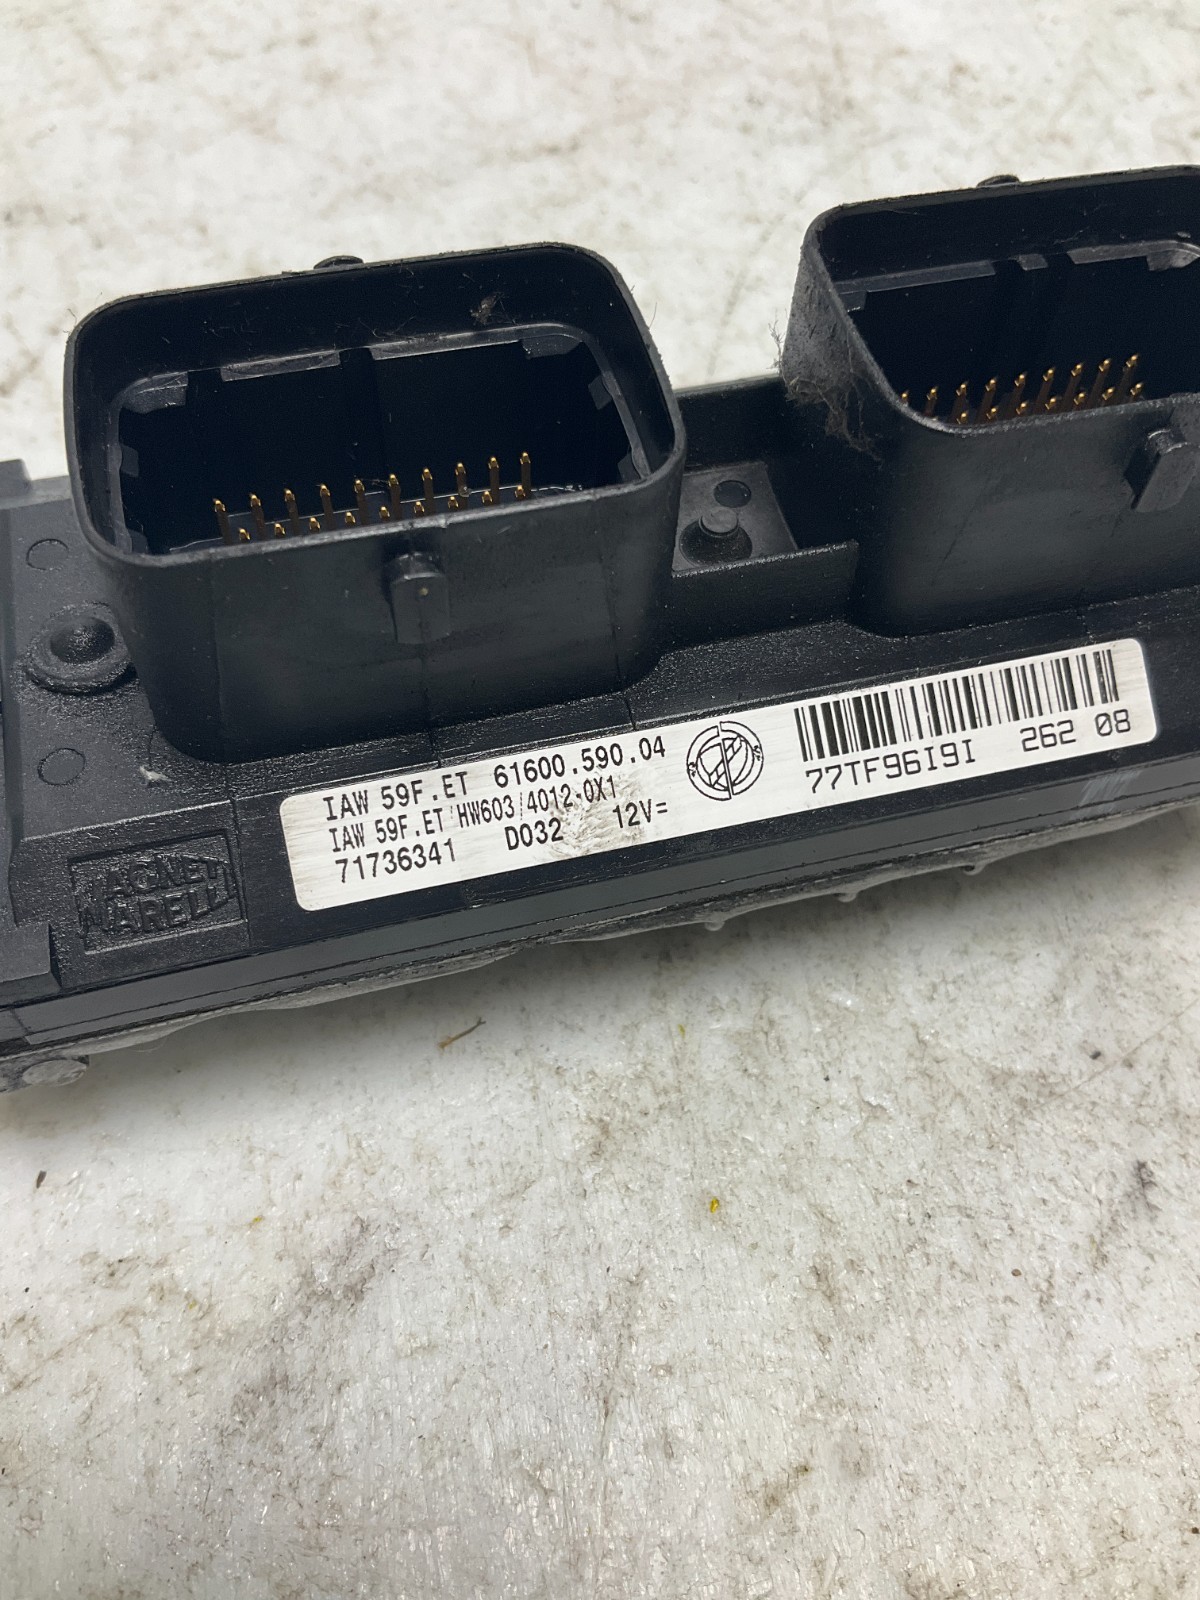 IAW 59F.ET 61600.590.04
IAW 59F.ET HW603/4012-0X1
71736341 D032 12V=
77TF96I9I 262 08
MAGNETI
MARELLI